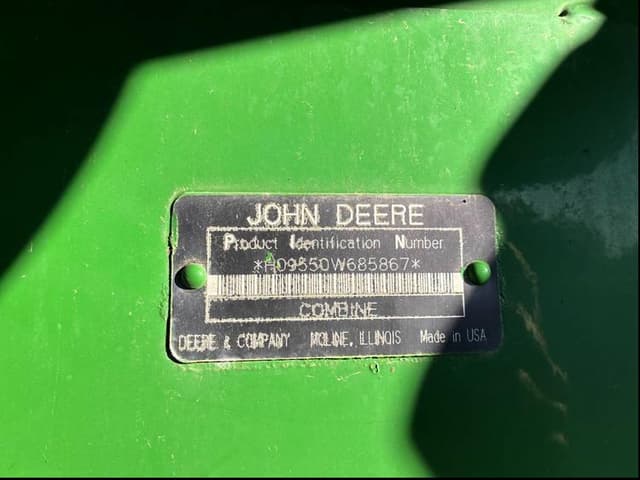 JOHN DEERE
Product Identification Number
*H09550W685867*
COMBINE
DEERE & COMPANY MOLINE, ILLINOIS Made in USA